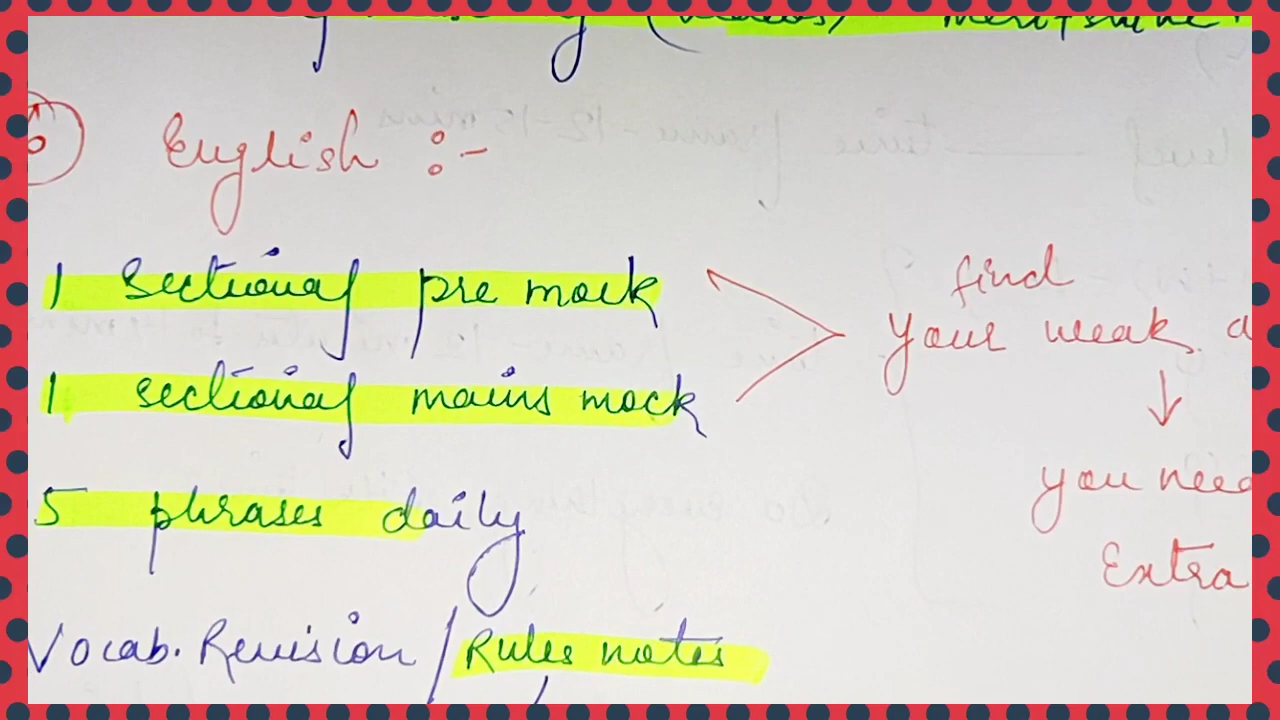 English :-
1 Sectional pre mock
1 sectional mains mock
5 phrases daily
Vocab. Revision / Rules notes
find
your weak
you need
Extra